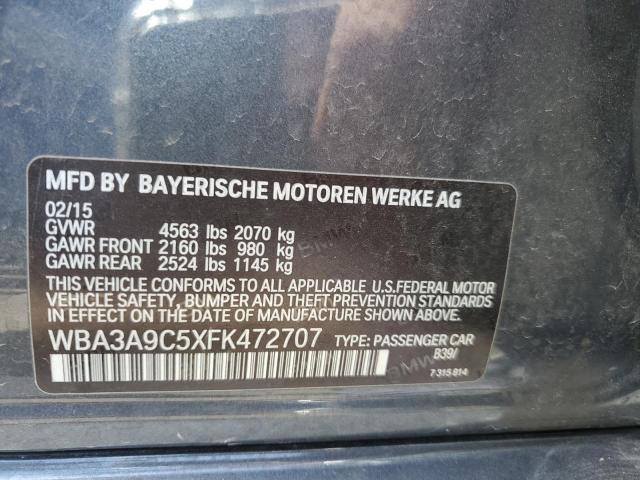 MFD BY BAYERISCHE MOTOREN WERKE AG
02/15
GVWR 4563 lbs 2070 kg
GAWR FRONT 2160 lbs 980 kg
GAWR REAR 2524 lbs 1145 kg
THIS VEHICLE CONFORMS TO ALL APPLICABLE U.S.FEDERAL MOTOR
VEHICLE SAFETY, BUMPER AND THEFT PREVENTION STANDARDS
IN EFFECT ON THE DATE OF MANUFACTURE SHOWN ABOVE.
WBA3A9C5XFK472707 TYPE: PASSENGER CAR
B39/
7 315 814